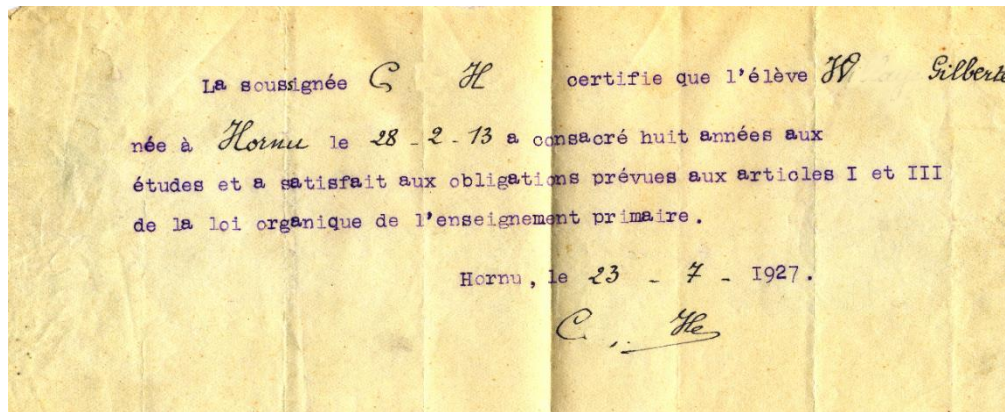 La soussignée C H certifie que l'élève W Gilberte
née à Hornu le 28 - 2 - 13 a consacré huit années aux
études et a satisfait aux obligations prévues aux articles I et III
de la loi organique de l'enseignement primaire.
Hornu, le 23 - 7 - 1927.
C. He